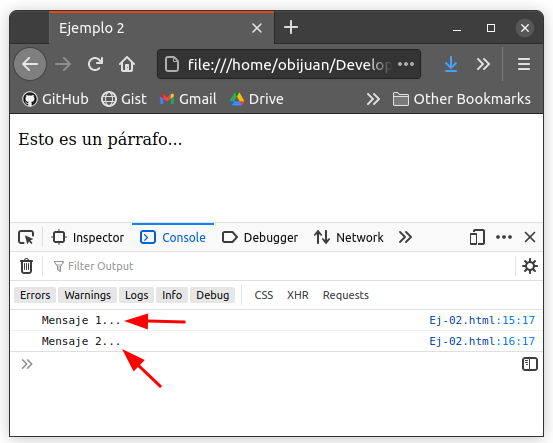 Ejemplo 2
file:///home/obijuan/Develop
GitHub Gist Gmail Drive Other Bookmarks
Esto es un párrafo...
Inspector Console Debugger Network
Filter Output
Errors Warnings Logs Info Debug CSS XHR Requests
Mensaje 1... Ej-02.html:15:17
Mensaje 2... Ej-02.html:16:17